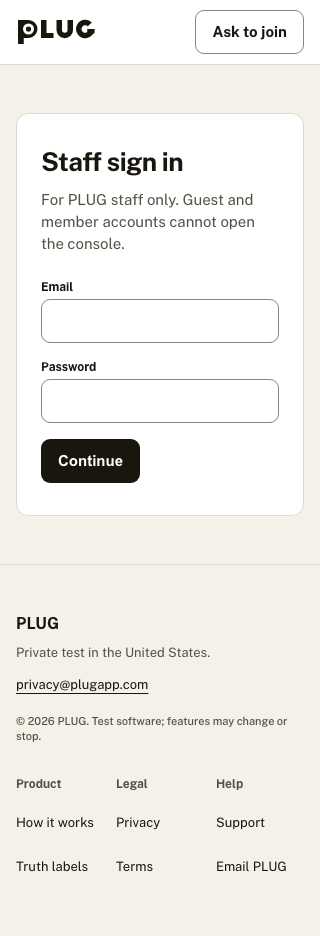 PLUG
Ask to join
Staff sign in
For PLUG staff only. Guest and
member accounts cannot open
the console.
Email
Password
Continue
PLUG
Private test in the United States.
privacy@plugapp.com
© 2026 PLUG. Test software; features may change or
stop.
Product
Legal
Help
How it works
Privacy
Support
Truth labels
Terms
Email PLUG